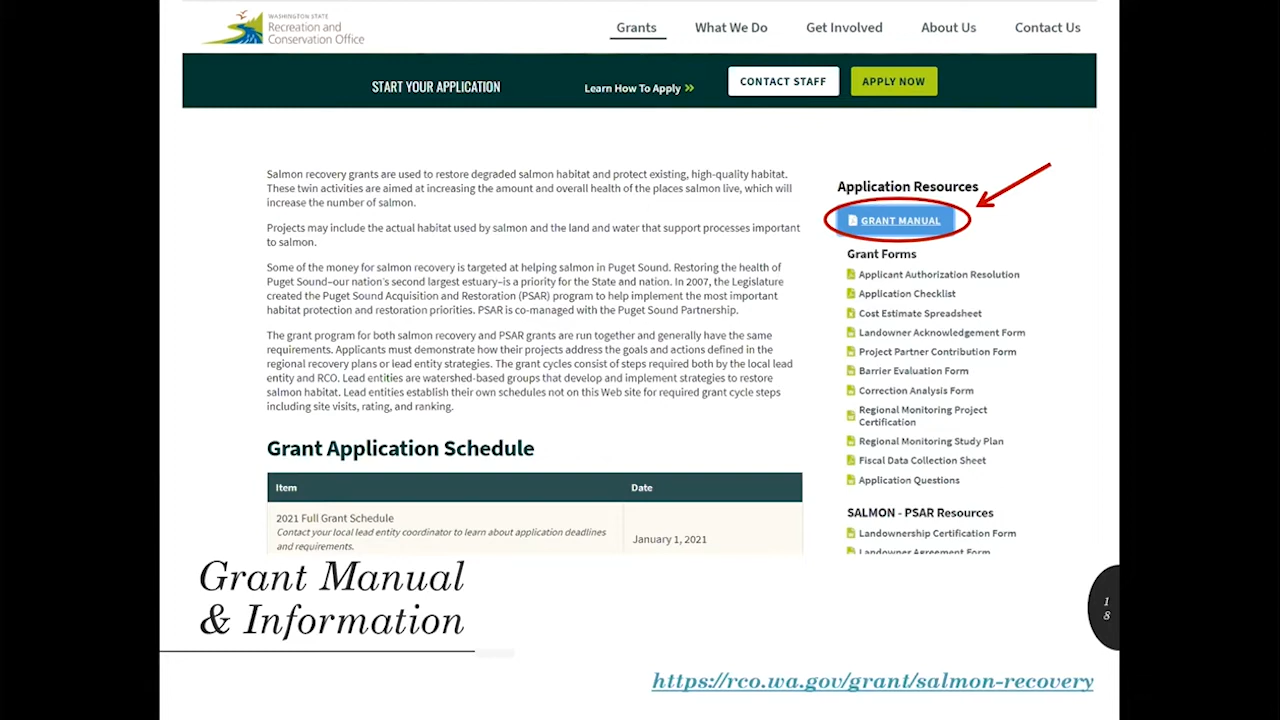 WASHINGTON STATE
Recreation and
Conservation Office
Grants
What We Do
Get Involved
About Us
Contact Us
START YOUR APPLICATION
Learn How To Apply »
CONTACT STAFF
APPLY NOW
Salmon recovery grants are used to restore degraded salmon habitat and protect existing, high-quality habitat.
These twin activities are aimed at increasing the amount and overall health of the places salmon live, which will
increase the number of salmon.
Projects may include the actual habitat used by salmon and the land and water that support processes important
to salmon.
Some of the money for salmon recovery is targeted at helping salmon in Puget Sound. Restoring the health of
Puget Sound–our nation's second largest estuary–is a priority for the State and nation. In 2007, the Legislature
created the Puget Sound Acquisition and Restoration (PSAR) program to help implement the most important
habitat protection and restoration priorities. PSAR is co-managed with the Puget Sound Partnership.
The grant program for both salmon recovery and PSAR grants are run together and generally have the same
requirements. Applicants must demonstrate how their projects address the goals and actions defined in the
regional recovery plans or lead entity strategies. The grant cycles consist of steps required both by the local lead
entity and RCO. Lead entities are watershed-based groups that develop and implement strategies to restore
salmon habitat. Lead entities establish their own schedules not on this Web site for required grant cycle steps
including site visits, rating, and ranking.
Grant Application Schedule
Item
Date
2021 Full Grant Schedule
Contact your local lead entity coordinator to learn about application deadlines
and requirements.
January 1, 2021
Application Resources
GRANT MANUAL
Grant Forms
Applicant Authorization Resolution
Application Checklist
Cost Estimate Spreadsheet
Landowner Acknowledgement Form
Project Partner Contribution Form
Barrier Evaluation Form
Correction Analysis Form
Regional Monitoring Project
Certification
Regional Monitoring Study Plan
Fiscal Data Collection Sheet
Application Questions
SALMON - PSAR Resources
Landownership Certification Form
Landowner Agreement Form
Grant Manual
& Information
1
8
https://rco.wa.gov/grant/salmon-recovery